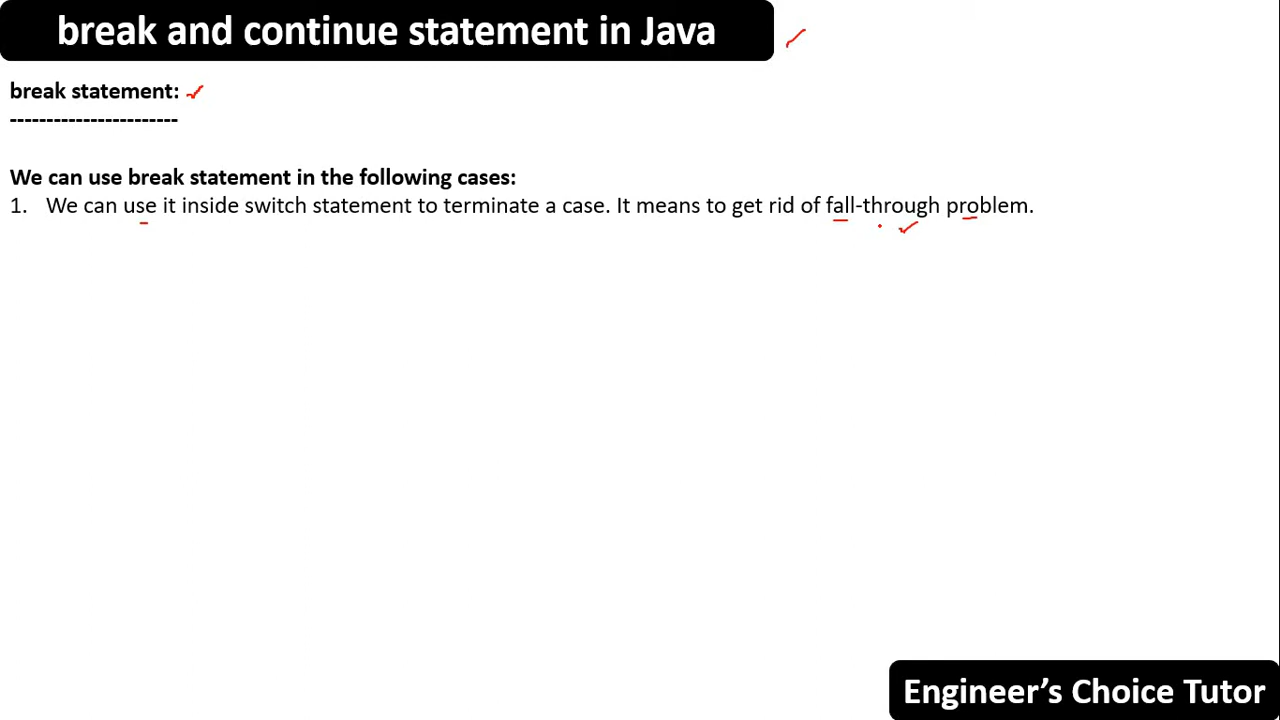 break and continue statement in Java
break statement:
-----------------------
We can use break statement in the following cases:
1. We can use it inside switch statement to terminate a case. It means to get rid of fall-through problem.
Engineer’s Choice Tutor